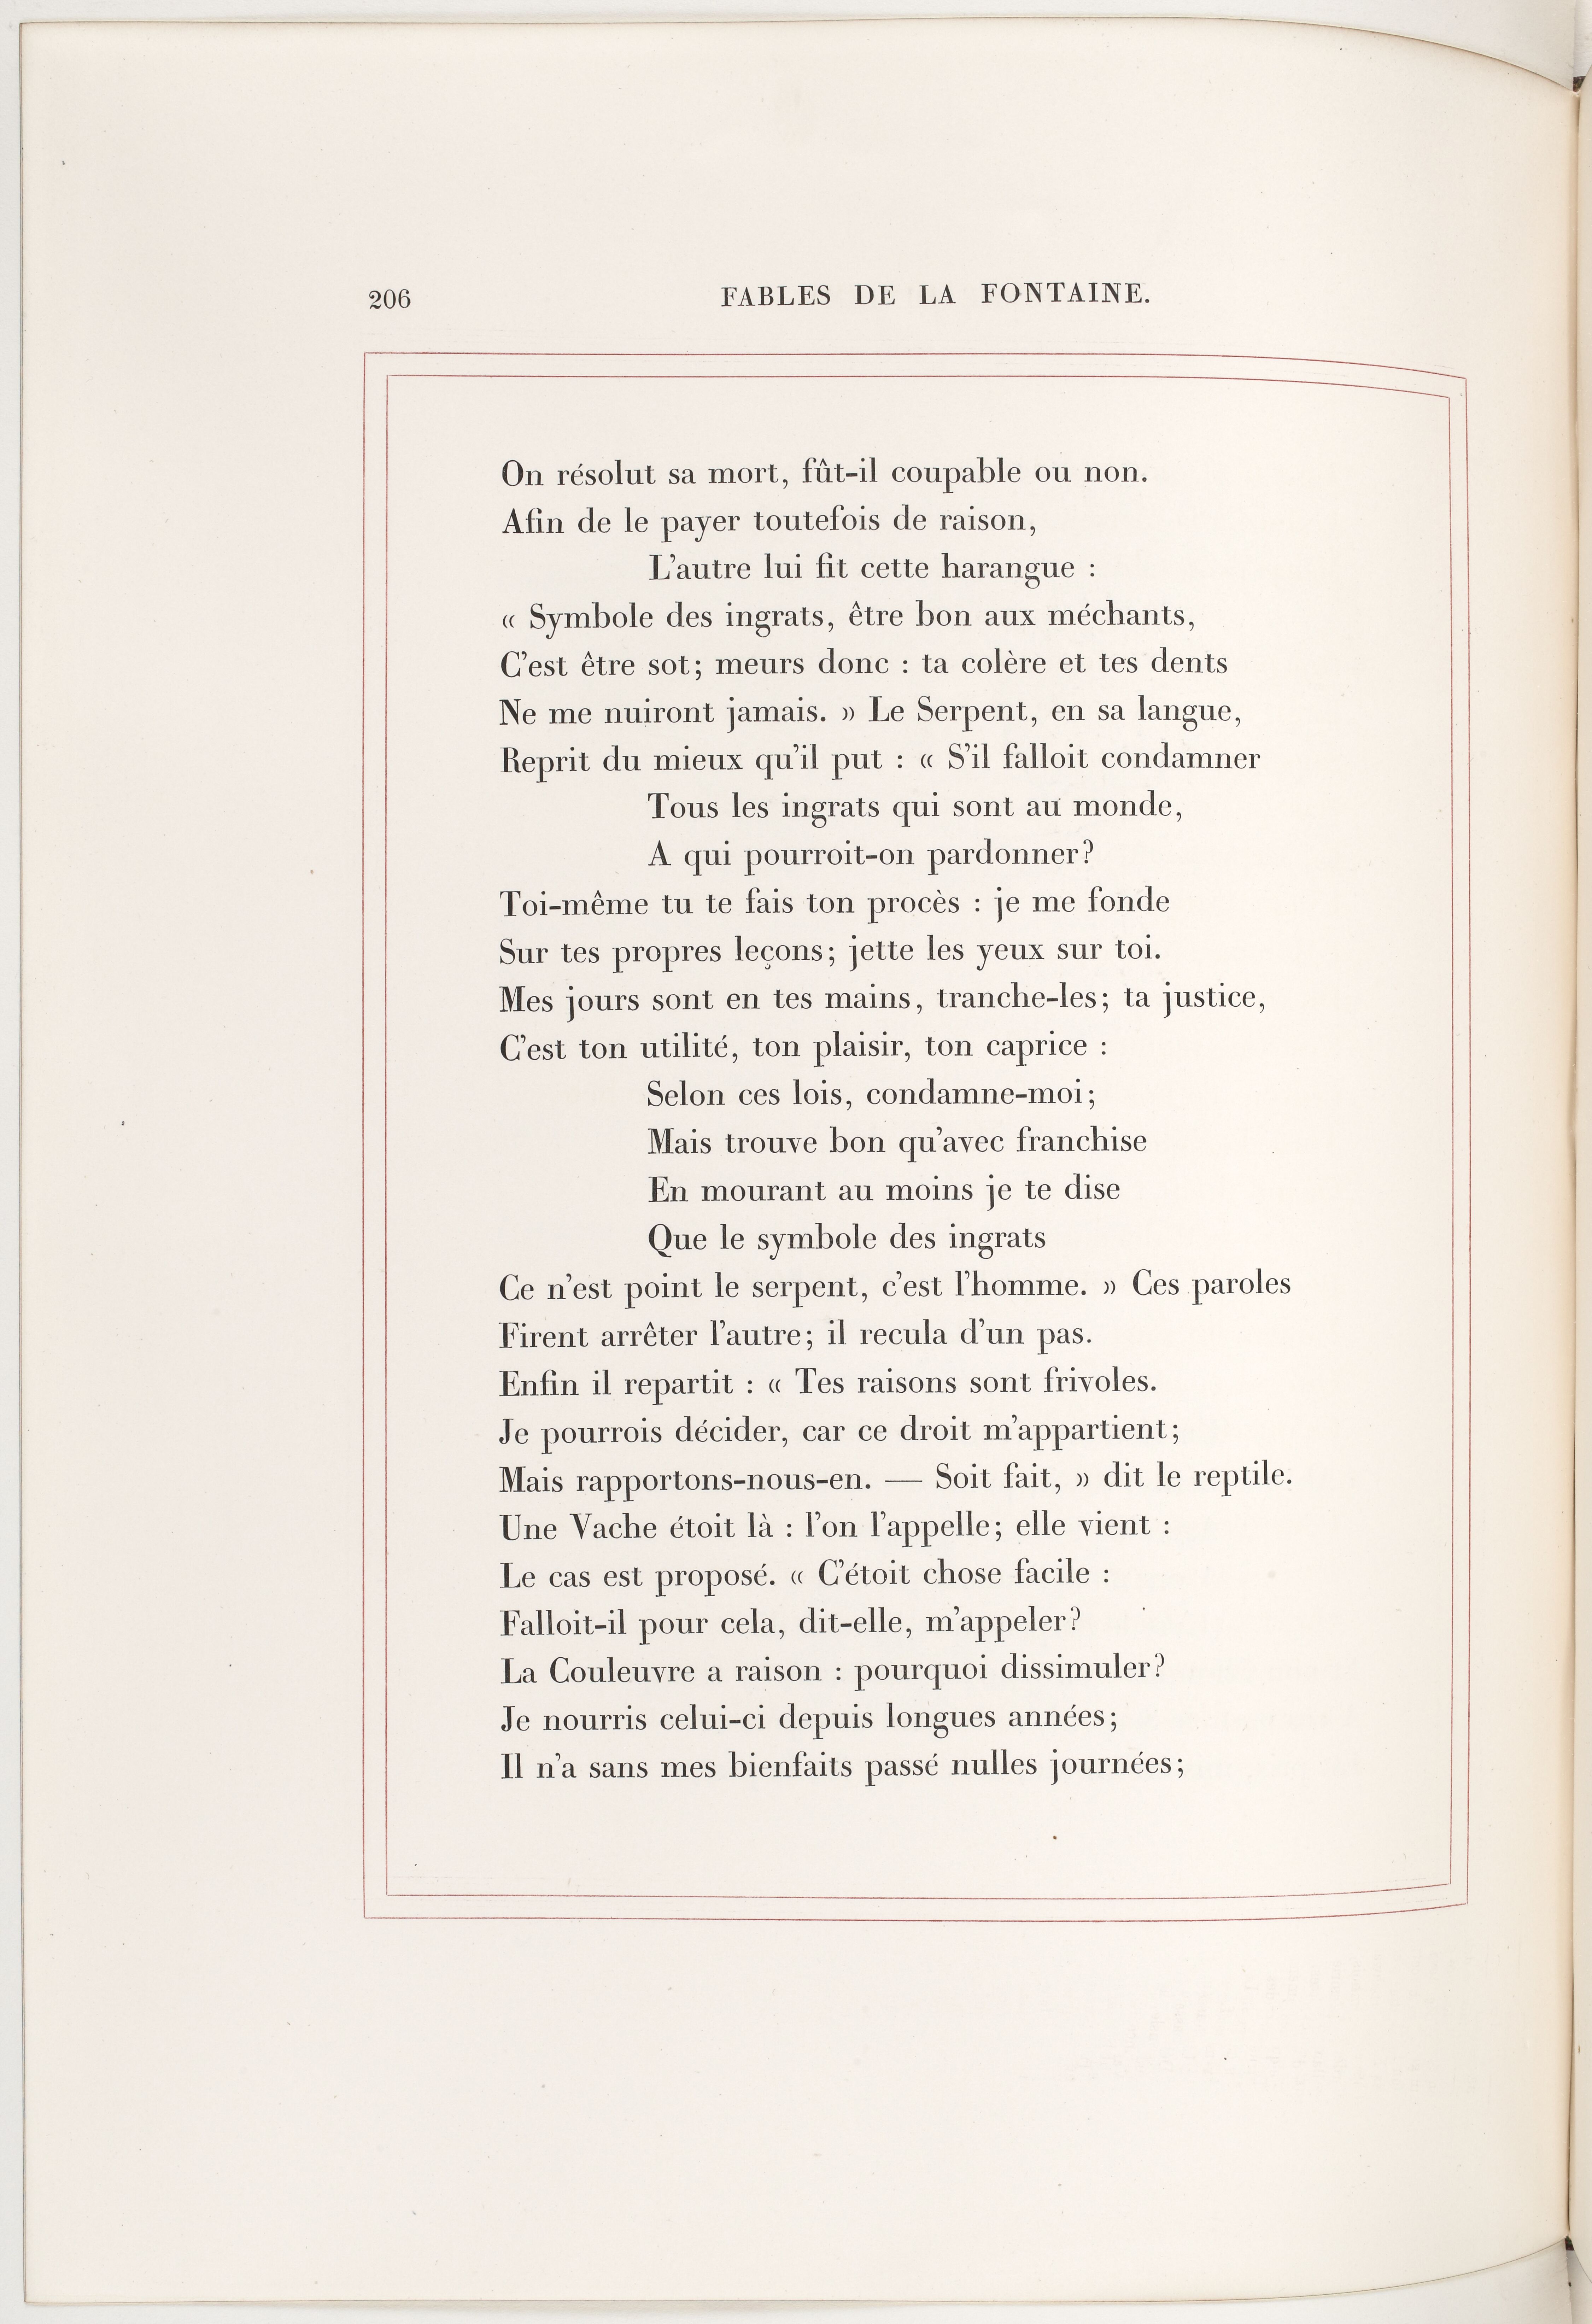 206
FABLES DE LA FONTAINE.
On résolut sa mort, fût-il coupable ou non.
Afin de le payer toutefois de raison,
L'autre lui fit cette harangue :
« Symbole des ingrats, être bon aux méchants,
C'est être sot; meurs donc : ta colère et tes dents
Ne me nuiront jamais. » Le Serpent, en sa langue,
Reprit du mieux qu'il put : « S'il falloit condamner
Tous les ingrats qui sont au monde,
A qui pourroit-on pardonner?
Toi-même tu te fais ton procès : je me fonde
Sur tes propres leçons; jette les yeux sur toi.
Mes jours sont en tes mains, tranche-les; ta justice,
C'est ton utilité, ton plaisir, ton caprice :
Selon ces lois, condamne-moi;
Mais trouve bon qu'avec franchise
En mourant au moins je te dise
Que le symbole des ingrats
Ce n'est point le serpent, c'est l'homme. » Ces paroles
Firent arrêter l'autre; il recula d'un pas.
Enfin il repartit : « Tes raisons sont frivoles.
Je pourrois décider, car ce droit m'appartient;
Mais rapportons-nous-en. — Soit fait, » dit le reptile.
Une Vache étoit là : l'on l'appelle; elle vient :
Le cas est proposé. « C'étoit chose facile :
Falloit-il pour cela, dit-elle, m'appeler?
La Couleuvre a raison : pourquoi dissimuler?
Je nourris celui-ci depuis longues années;
Il n'a sans mes bienfaits passé nulles journées;